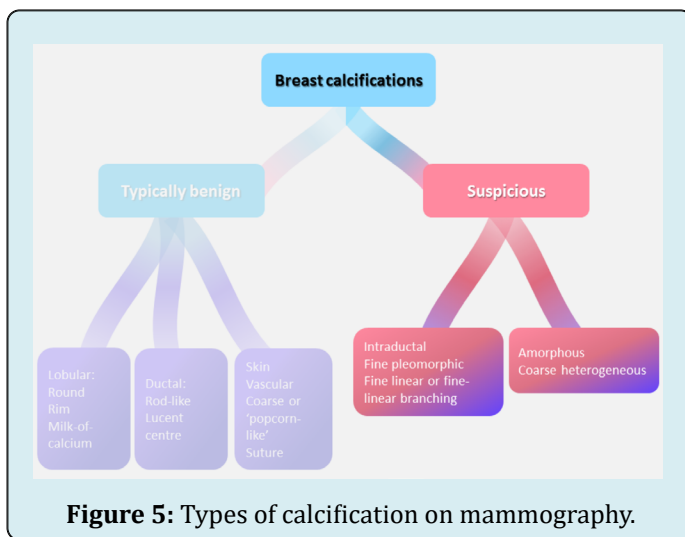 Breast calcifications
Typically benign
Suspicious
Lobular:
Round
Rim
Milk-of-
calcium
Ductal:
Rod-like
Lucent
centre
Skin
Vascular
Coarse or
‘popcorn-
like’
Suture
Intraductal
Fine pleomorphic
Fine linear or fine-
linear branching
Amorphous
Coarse heterogeneous
Figure 5: Types of calcification on mammography.